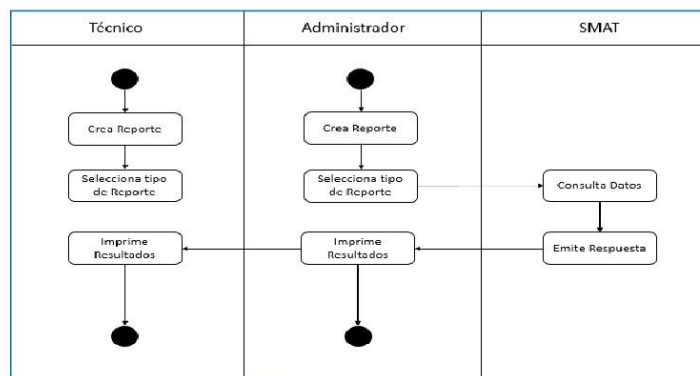 Técnico
Administrador
SMAT
Crea Reporte
Crea Reporte
Selecciona tipo
de Reporte
Selecciona tipo
de Reporte
Consulta Datos
Imprime
Resultados
Imprime
Resultados
Emite Respuesta